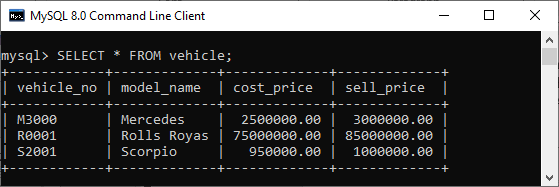 MySQL 8.0 Command Line Client
mysql> SELECT * FROM vehicle;
+------------+-------------+-------------+-------------+
| vehicle_no | model_name  | cost_price  | sell_price  |
+------------+-------------+-------------+-------------+
| M3000      | Mercedes    |  2500000.00 |  3000000.00 |
| R0001      | Rolls Royas | 75000000.00 | 85000000.00 |
| S2001      | Scorpio     |   950000.00 |  1000000.00 |
+------------+-------------+-------------+-------------+